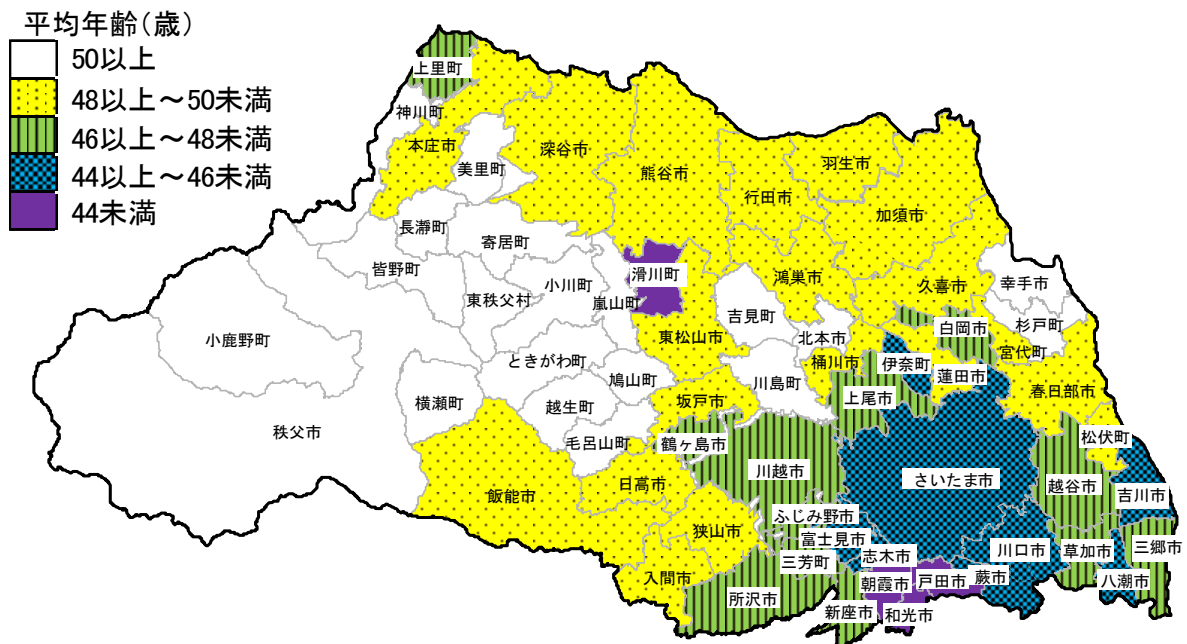 平均年齢(歳)
50以上
48以上～50未満
46以上～48未満
44以上～46未満
44未満
上里町
神川町
本庄市
美里町
深谷市
熊谷市
行田市
羽生市
加須市
長瀞町
寄居町
皆野町
東秩父村
小川町
嵐山町
滑川町
吉見町
鴻巣市
久喜市
幸手市
小鹿野町
ときがわ町
東松山市
北本市
白岡市
杉戸町
宮代町
桶川市
伊奈町
蓮田市
春日部市
横瀬町
鳩山町
川島町
秩父市
越生町
坂戸市
上尾市
毛呂山町
鶴ヶ島市
松伏町
川越市
さいたま市
越谷市
吉川市
飯能市
日高市
狭山市
ふじみ野市
富士見市
志木市
川口市
草加市
三郷市
入間市
三芳町
朝霞市
戸田市
蕨市
八潮市
所沢市
新座市
和光市